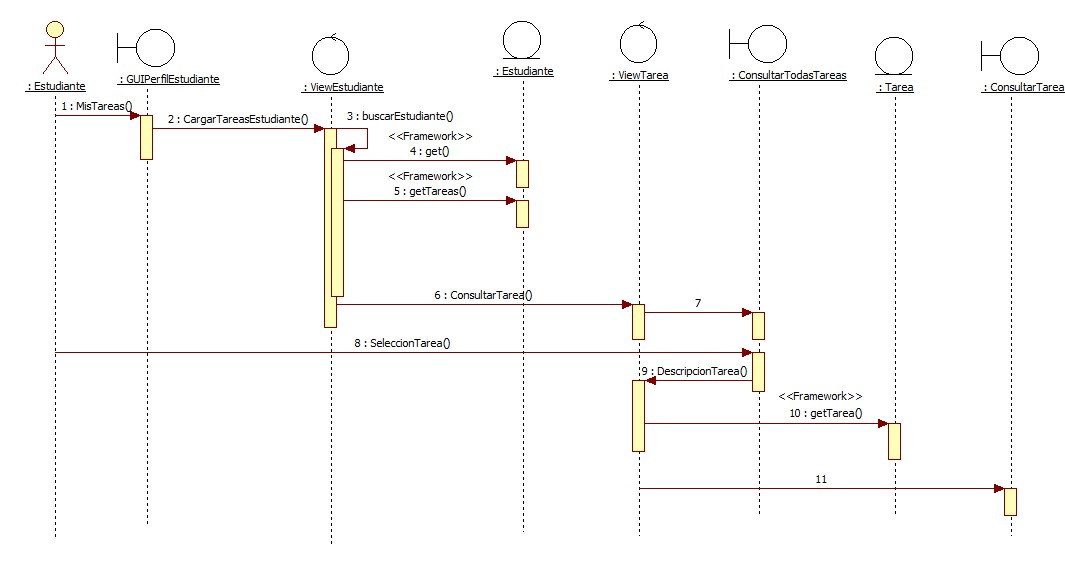 : Estudiante
: GUIPerfilEstudiante
: ViewEstudiante
: Estudiante
: ViewTarea
: ConsultarTodasTareas
: Tarea
: ConsultarTarea
1 : MisTareas()
2 : CargarTareasEstudiante()
3 : buscarEstudiante()
<<Framework>>
4 : get()
<<Framework>>
5 : getTareas()
6 : ConsultarTarea()
7
8 : SeleccionTarea()
9 : DescripcionTarea()
<<Framework>>
10 : getTarea()
11